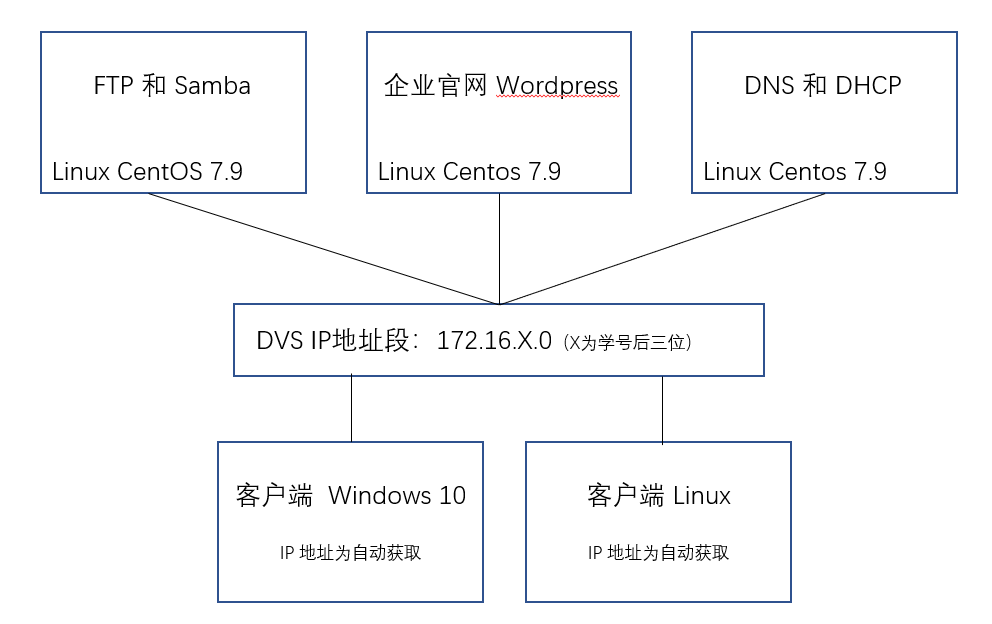 FTP 和 Samba
Linux CentOS 7.9
企业官网 Wordpress
Linux Centos 7.9
DNS 和 DHCP
Linux Centos 7.9
DVS IP地址段：172.16.X.0（X为学号后三位）
客户端 Windows 10
IP 地址为自动获取
客户端 Linux
IP 地址为自动获取